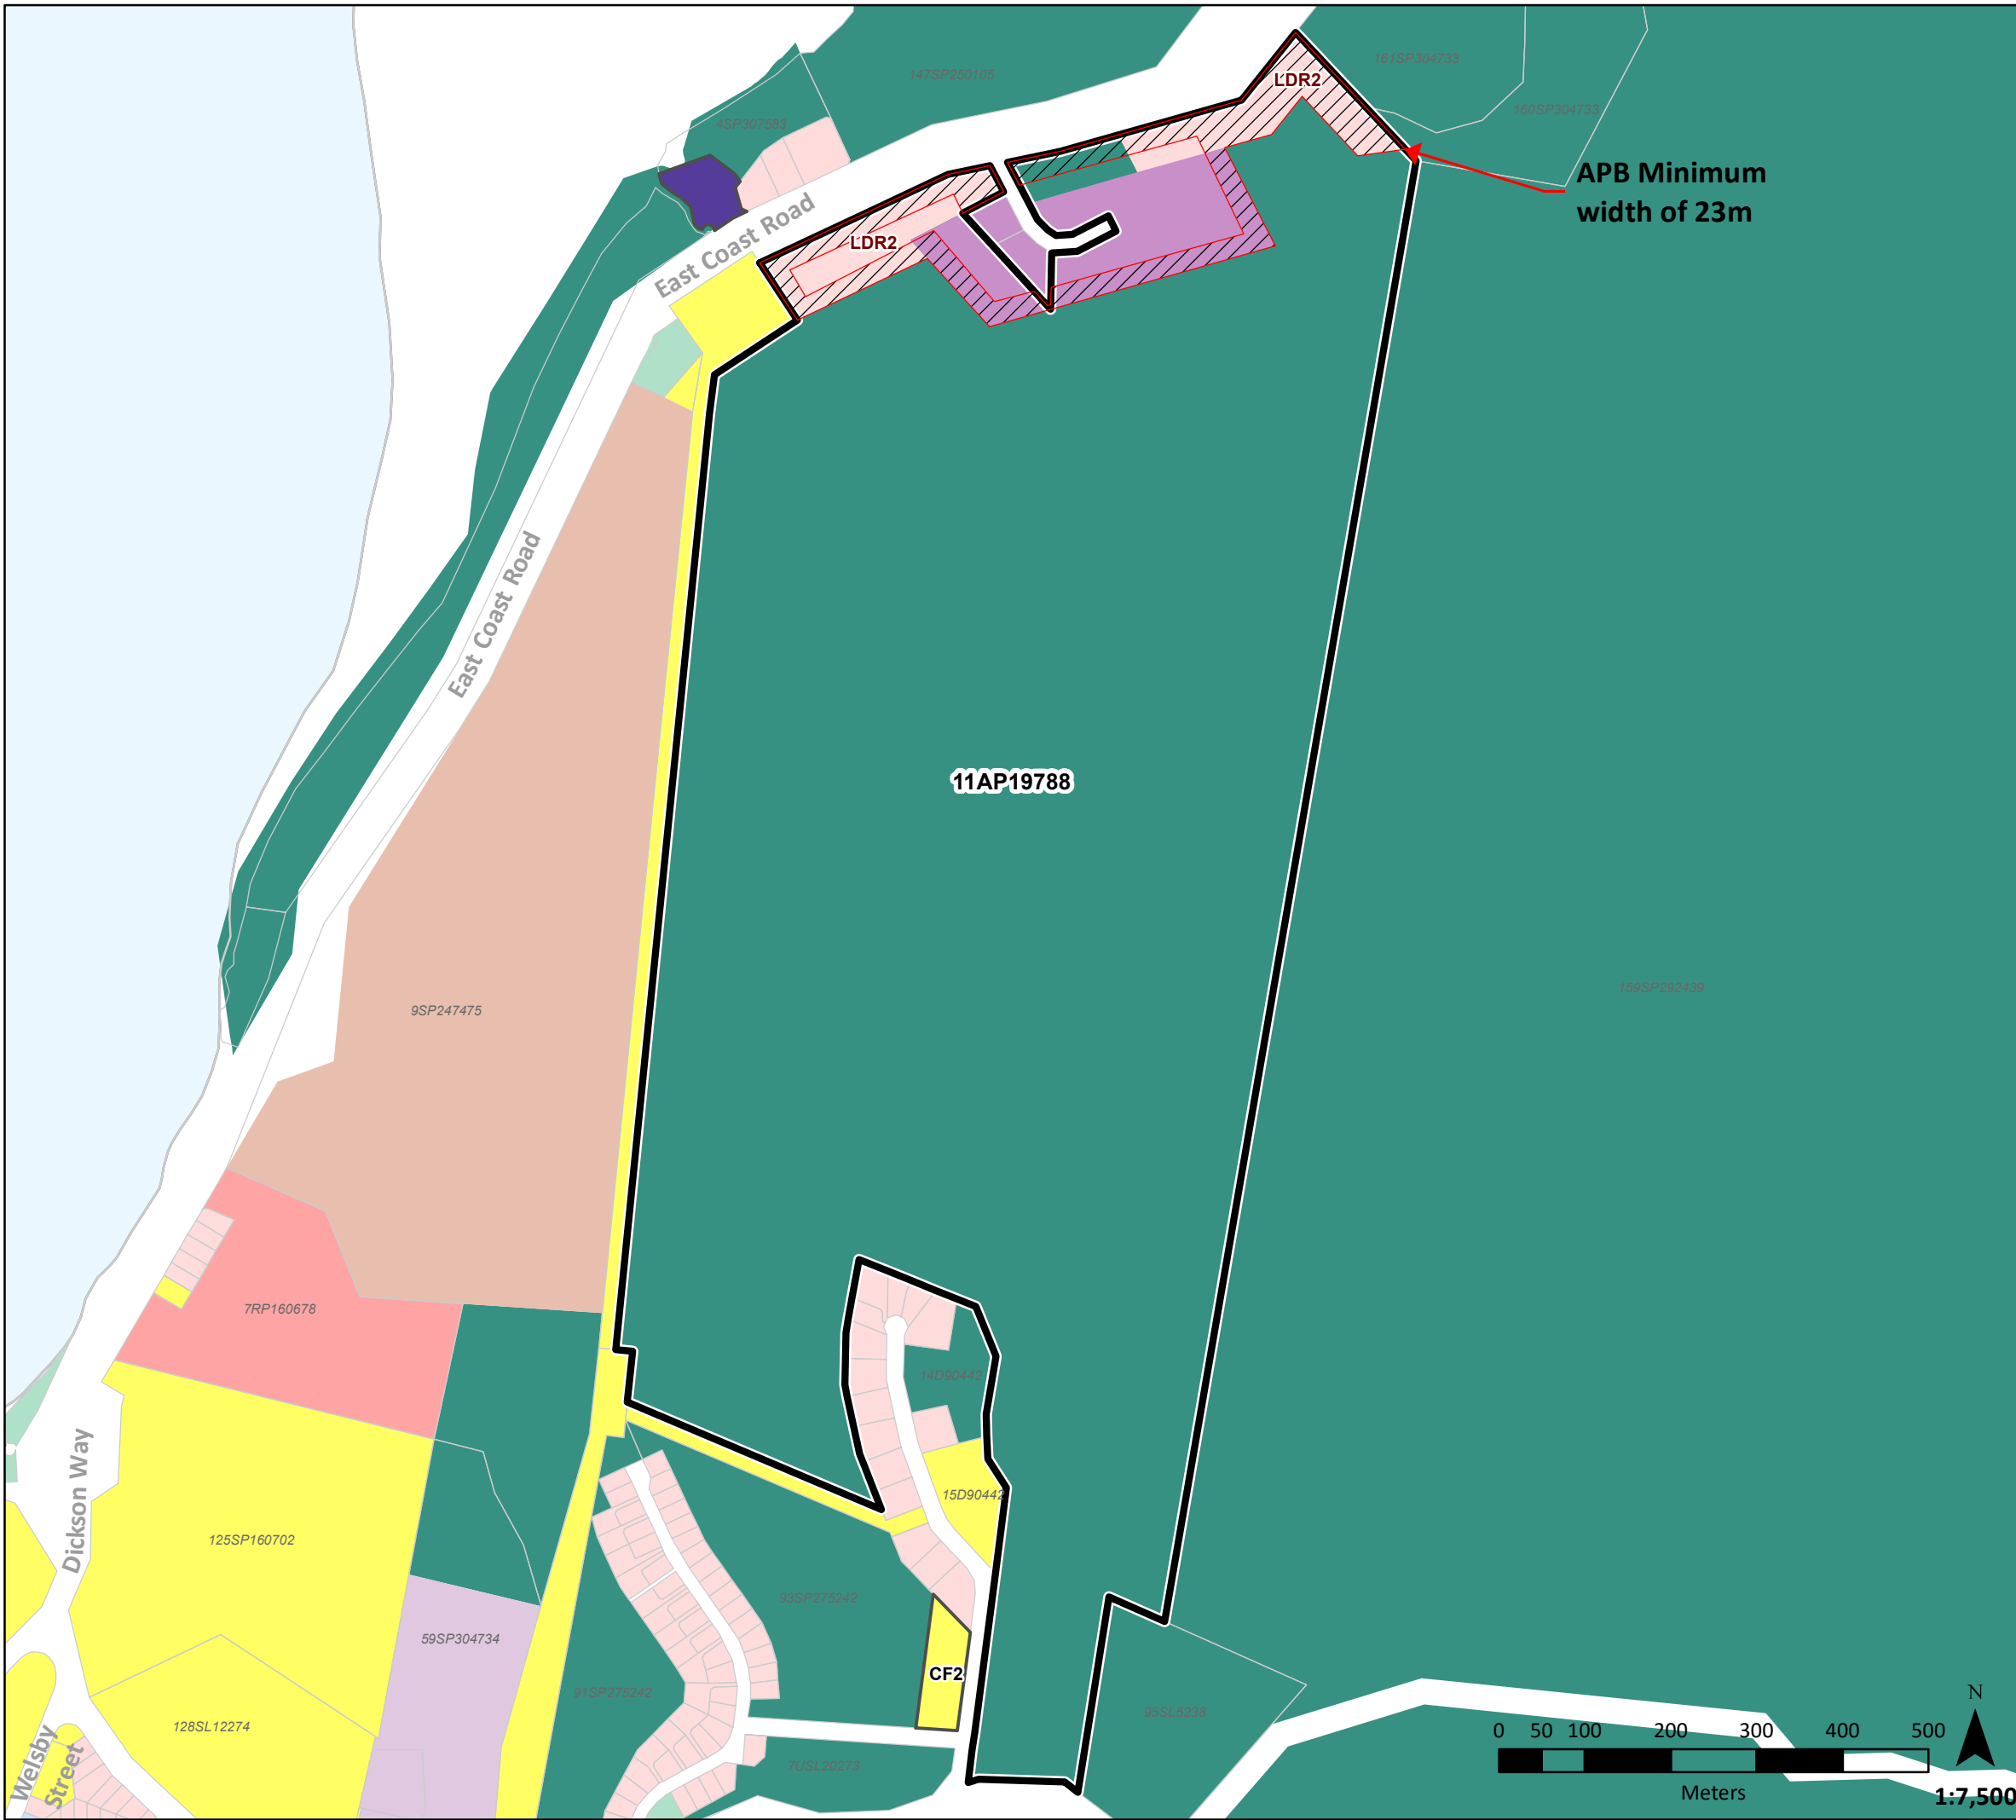 161SP304733
147SP250105
LDR2
160SP304733
4SP307883
APB Minimum
width of 23m
East Coast Road
LDR2
East Coast Road
11AP19788
159SP292439
9SP247475
7RP160678
14D90442
15D90442
Dickson Way
125SP160702
93SP275242
59SP304734
CF2
91SP275242
95SL5238
128SL12274
7USL20273
Welsby
Street
N
0 50 100 200 300 400 500
Meters
1:7,500